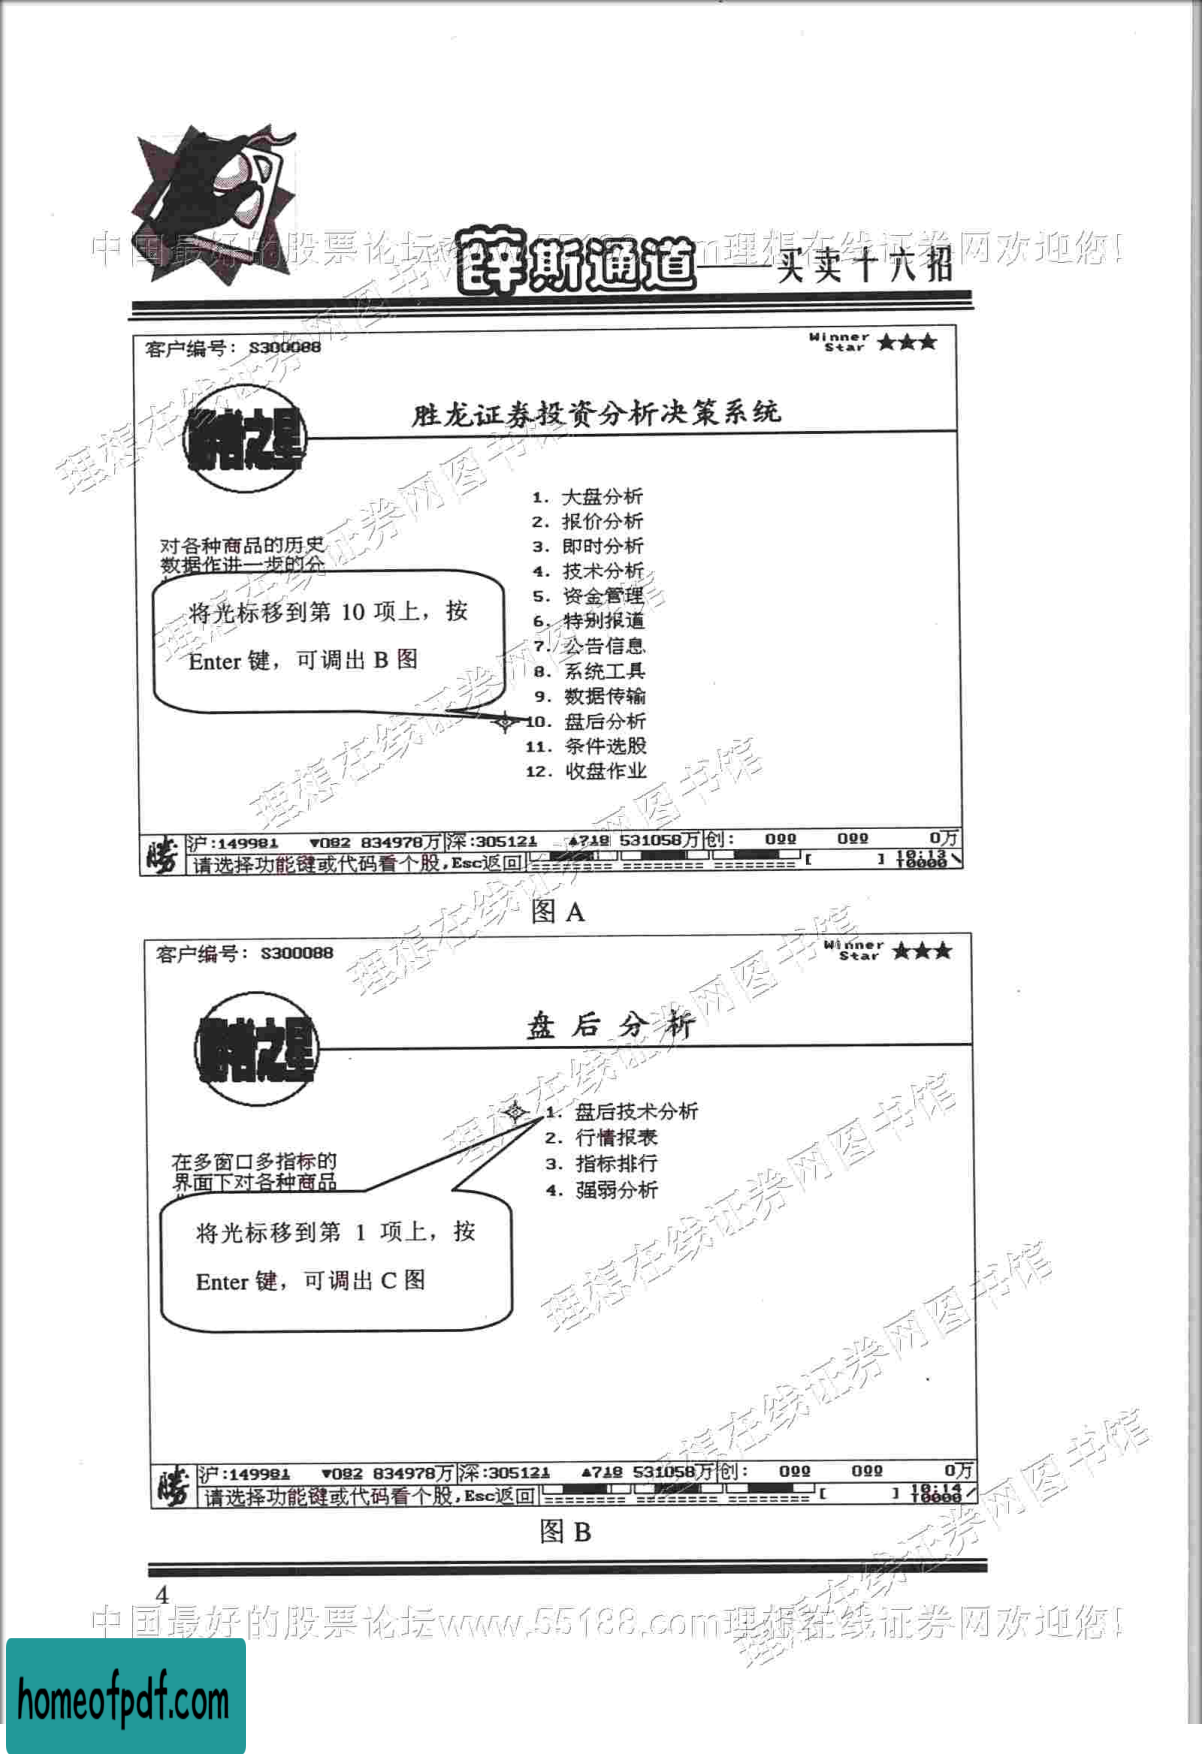 中国最好的股票论坛www.55188.com理想在线证券网欢迎您!
薛斯通道——买卖十六招
客户编号: S300088
Winner
Star ★★★
胜者之星
胜龙证券投资分析决策系统
对各种商品的历史
数据作进一步的分
将光标移到第 10 项上, 按
Enter 键, 可调出 B 图
1. 大盘分析
2. 报价分析
3. 即时分析
4. 技术分析
5. 资金管理
6. 特别报道
7. 公告信息
8. 系统工具
9. 数据传输
10. 盘后分析
11. 条件选股
12. 收盘作业
勝
沪:149981 ▼082 834978万 深:305121 ▲718 531058万 创: 000 000 0万
请选择功能键或代码看个股,Esc返回 [ ] 10:13
T0000
图 A
客户编号: S300088
Winner
Star ★★★
胜者之星
盘后分析
在多窗口多指标的
界面下对各种商品
将光标移到第 1 项上, 按
Enter 键, 可调出 C 图
1. 盘后技术分析
2. 行情报表
3. 指标排行
4. 强弱分析
勝
沪:149981 ▼082 834978万 深:305121 ▲718 531058万 创: 000 000 0万
请选择功能键或代码看个股,Esc返回 [ ] 10:14
T0000
图 B
4
中国最好的股票论坛www.55188.com理想在线证券网欢迎您!
理想在线证券网图书馆
homeofpdf.com